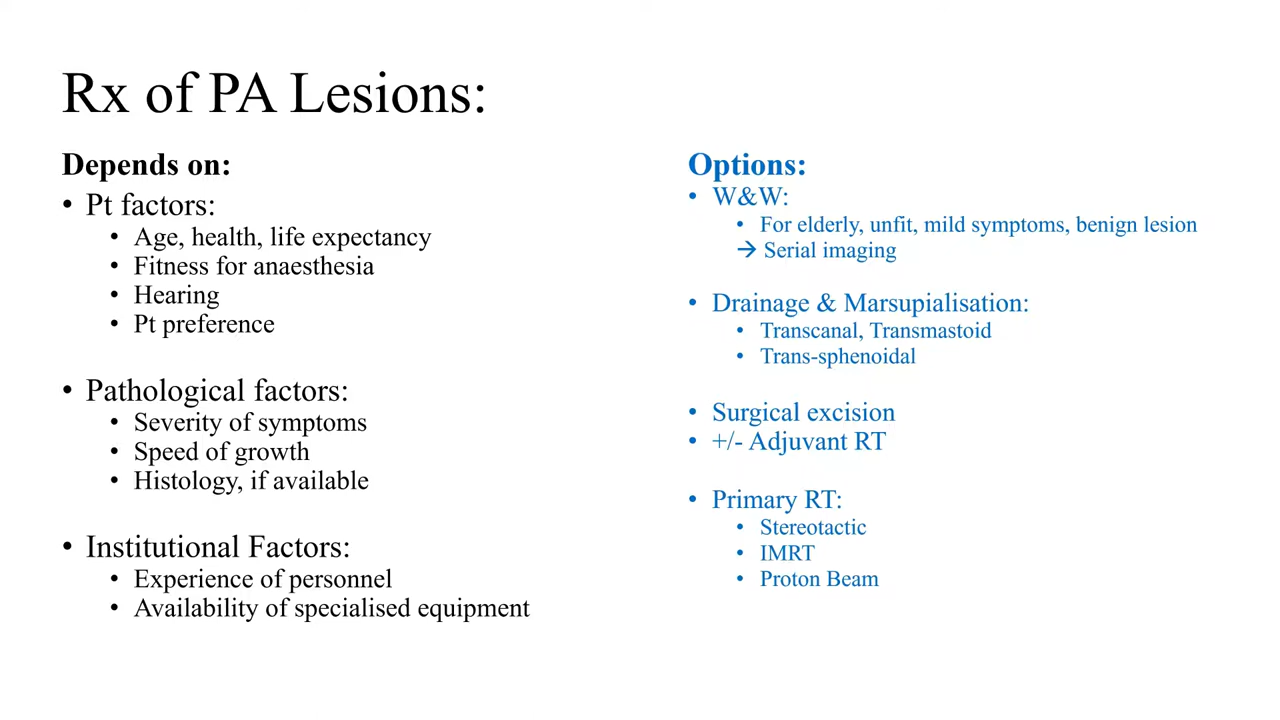 Rx of PA Lesions:
Depends on:
• Pt factors:
• Age, health, life expectancy
• Fitness for anaesthesia
• Hearing
• Pt preference
• Pathological factors:
• Severity of symptoms
• Speed of growth
• Histology, if available
• Institutional Factors:
• Experience of personnel
• Availability of specialised equipment
Options:
• W&W:
• For elderly, unfit, mild symptoms, benign lesion
→ Serial imaging
• Drainage & Marsupialisation:
• Transcanal, Transmastoid
• Trans-sphenoidal
• Surgical excision
• +/- Adjuvant RT
• Primary RT:
• Stereotactic
• IMRT
• Proton Beam